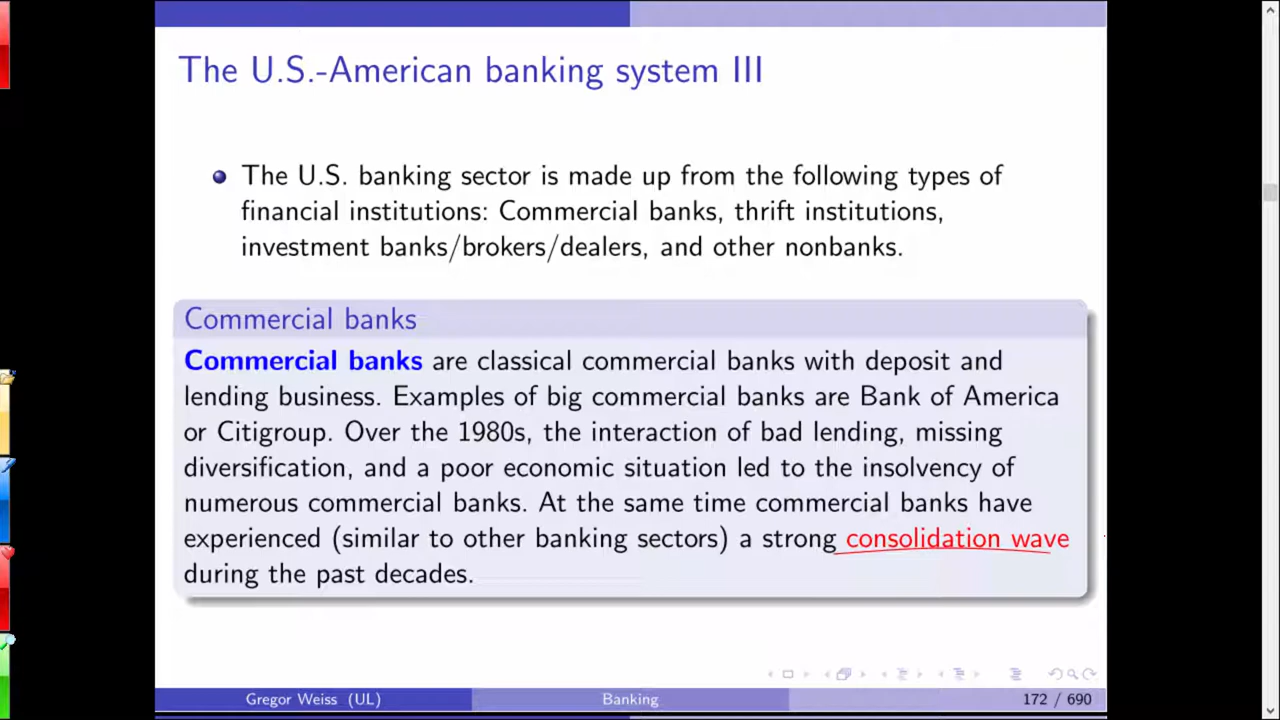 The U.S.-American banking system III
The U.S. banking sector is made up from the following types of
financial institutions: Commercial banks, thrift institutions,
investment banks/brokers/dealers, and other nonbanks.
Commercial banks
Commercial banks are classical commercial banks with deposit and
lending business. Examples of big commercial banks are Bank of America
or Citigroup. Over the 1980s, the interaction of bad lending, missing
diversification, and a poor economic situation led to the insolvency of
numerous commercial banks. At the same time commercial banks have
experienced (similar to other banking sectors) a strong consolidation wave
during the past decades.
Gregor Weiss (UL) Banking 172 / 690